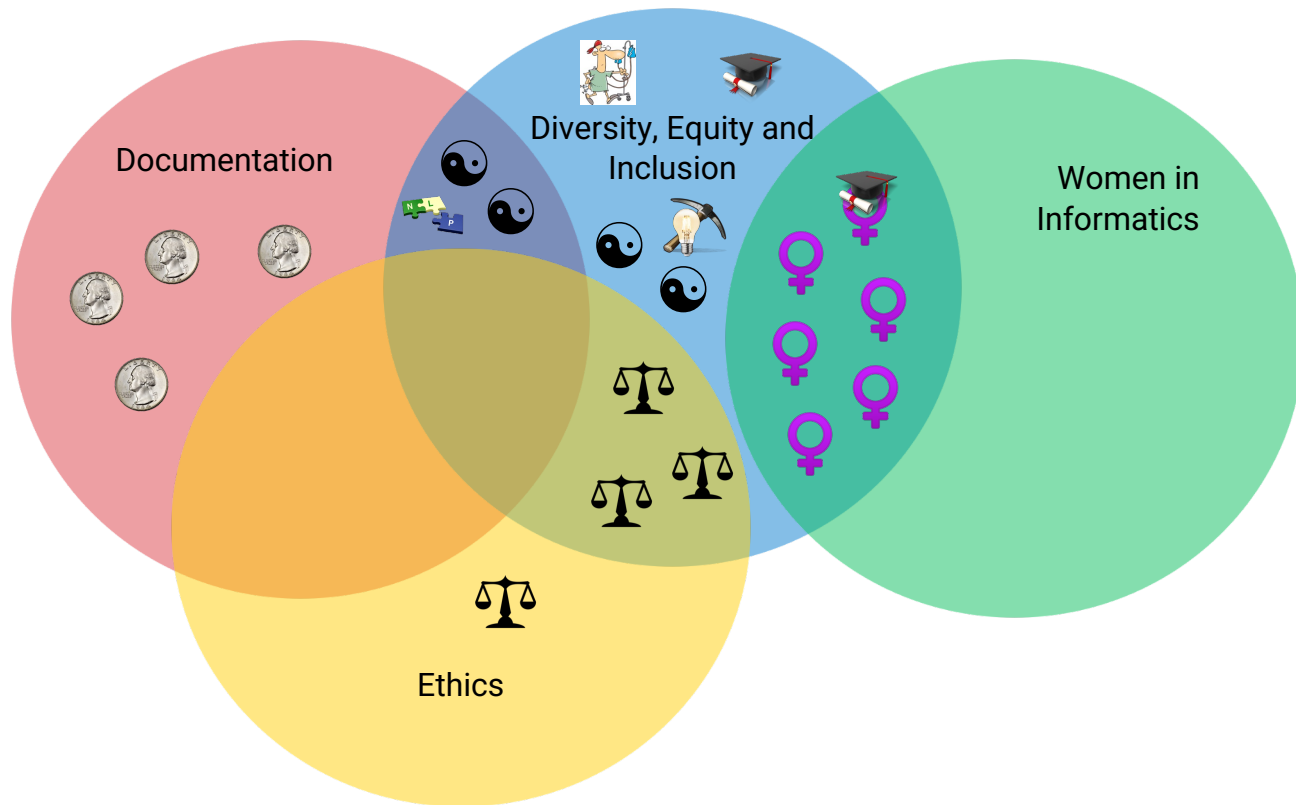 Diversity, Equity and
Inclusion
Documentation
Women in
Informatics
N L
P
Ethics